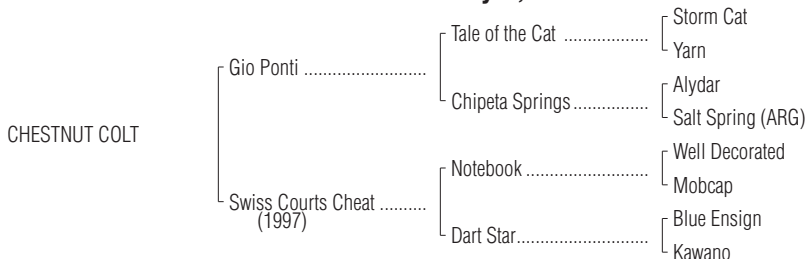 Storm Cat
Tale of the Cat ..................
Yarn
Gio Ponti ..........................
Alydar
Chipeta Springs................
Salt Spring (ARG)
CHESTNUT COLT
Well Decorated
Notebook ..........................
Mobcap
Swiss Courts Cheat ..........
(1997)
Blue Ensign
Dart Star............................
Kawano